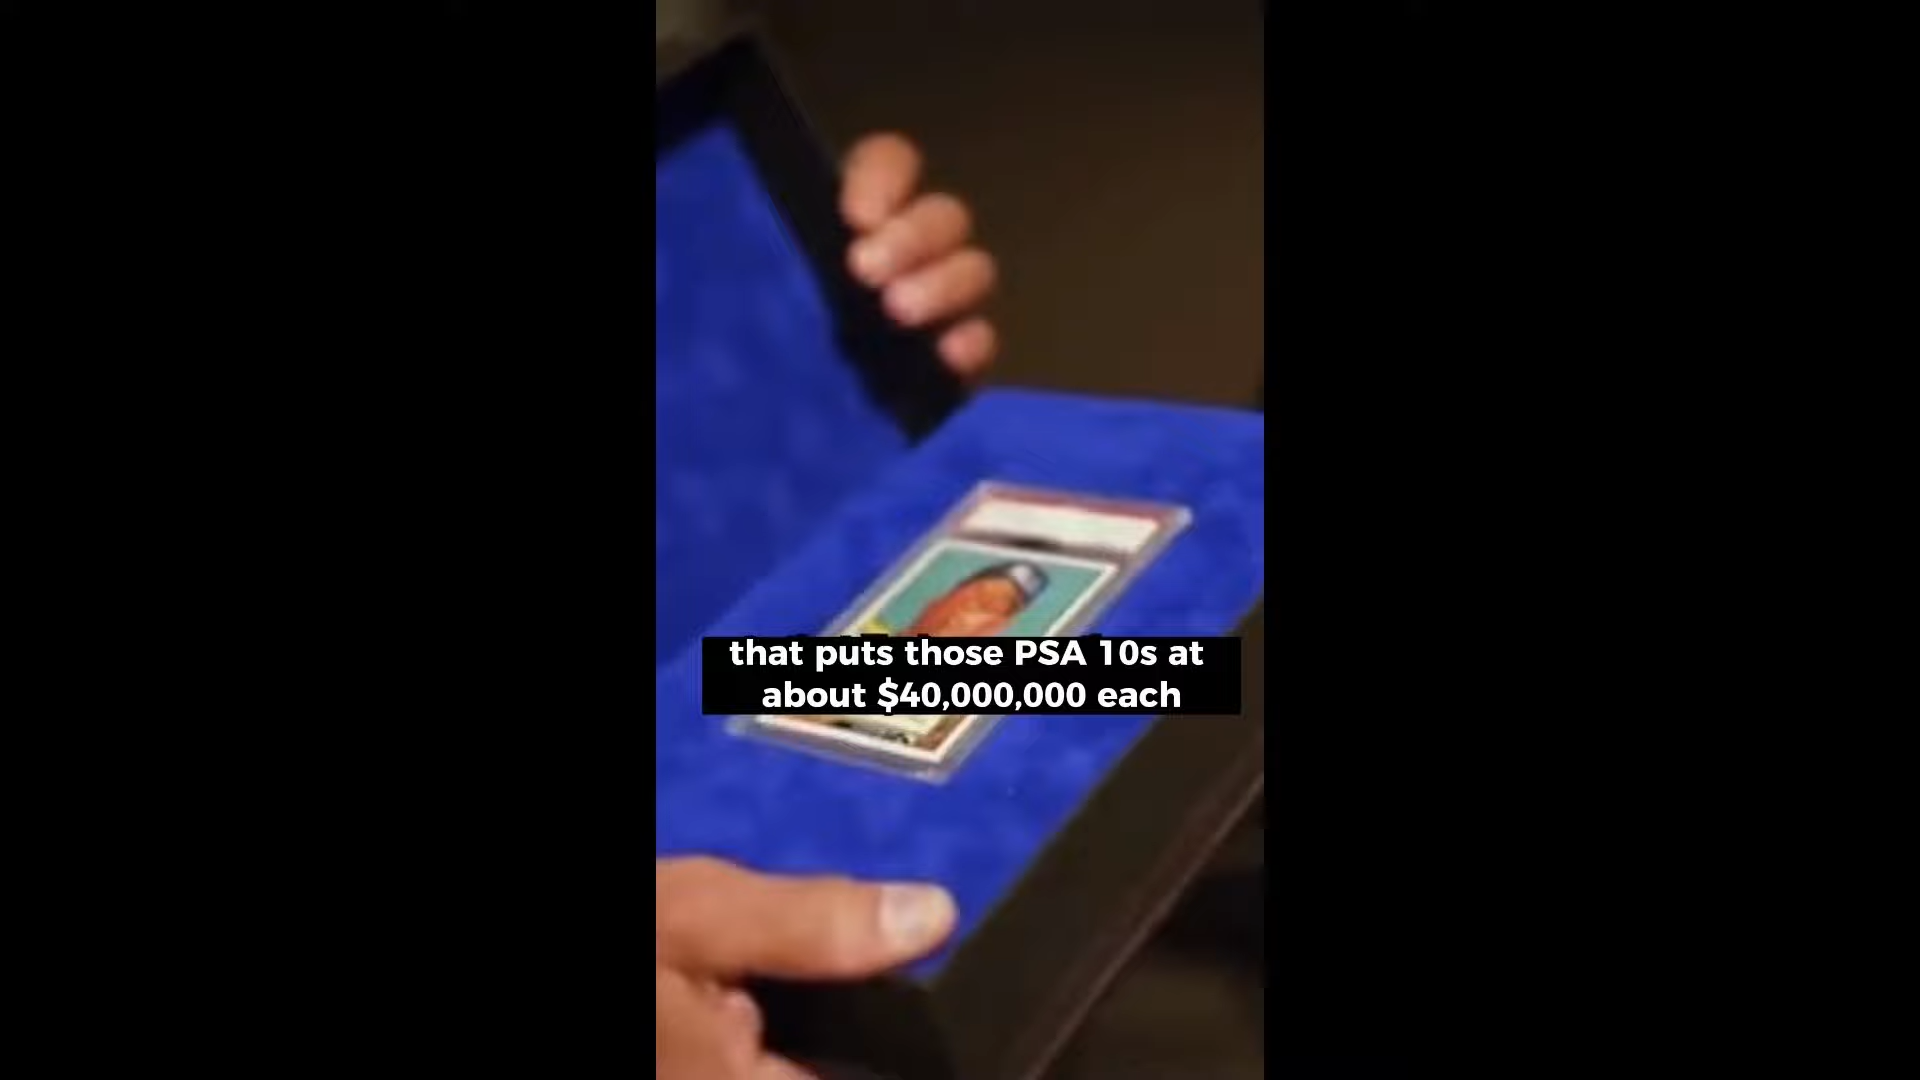 that puts those PSA 10s at
about $40,000,000 each